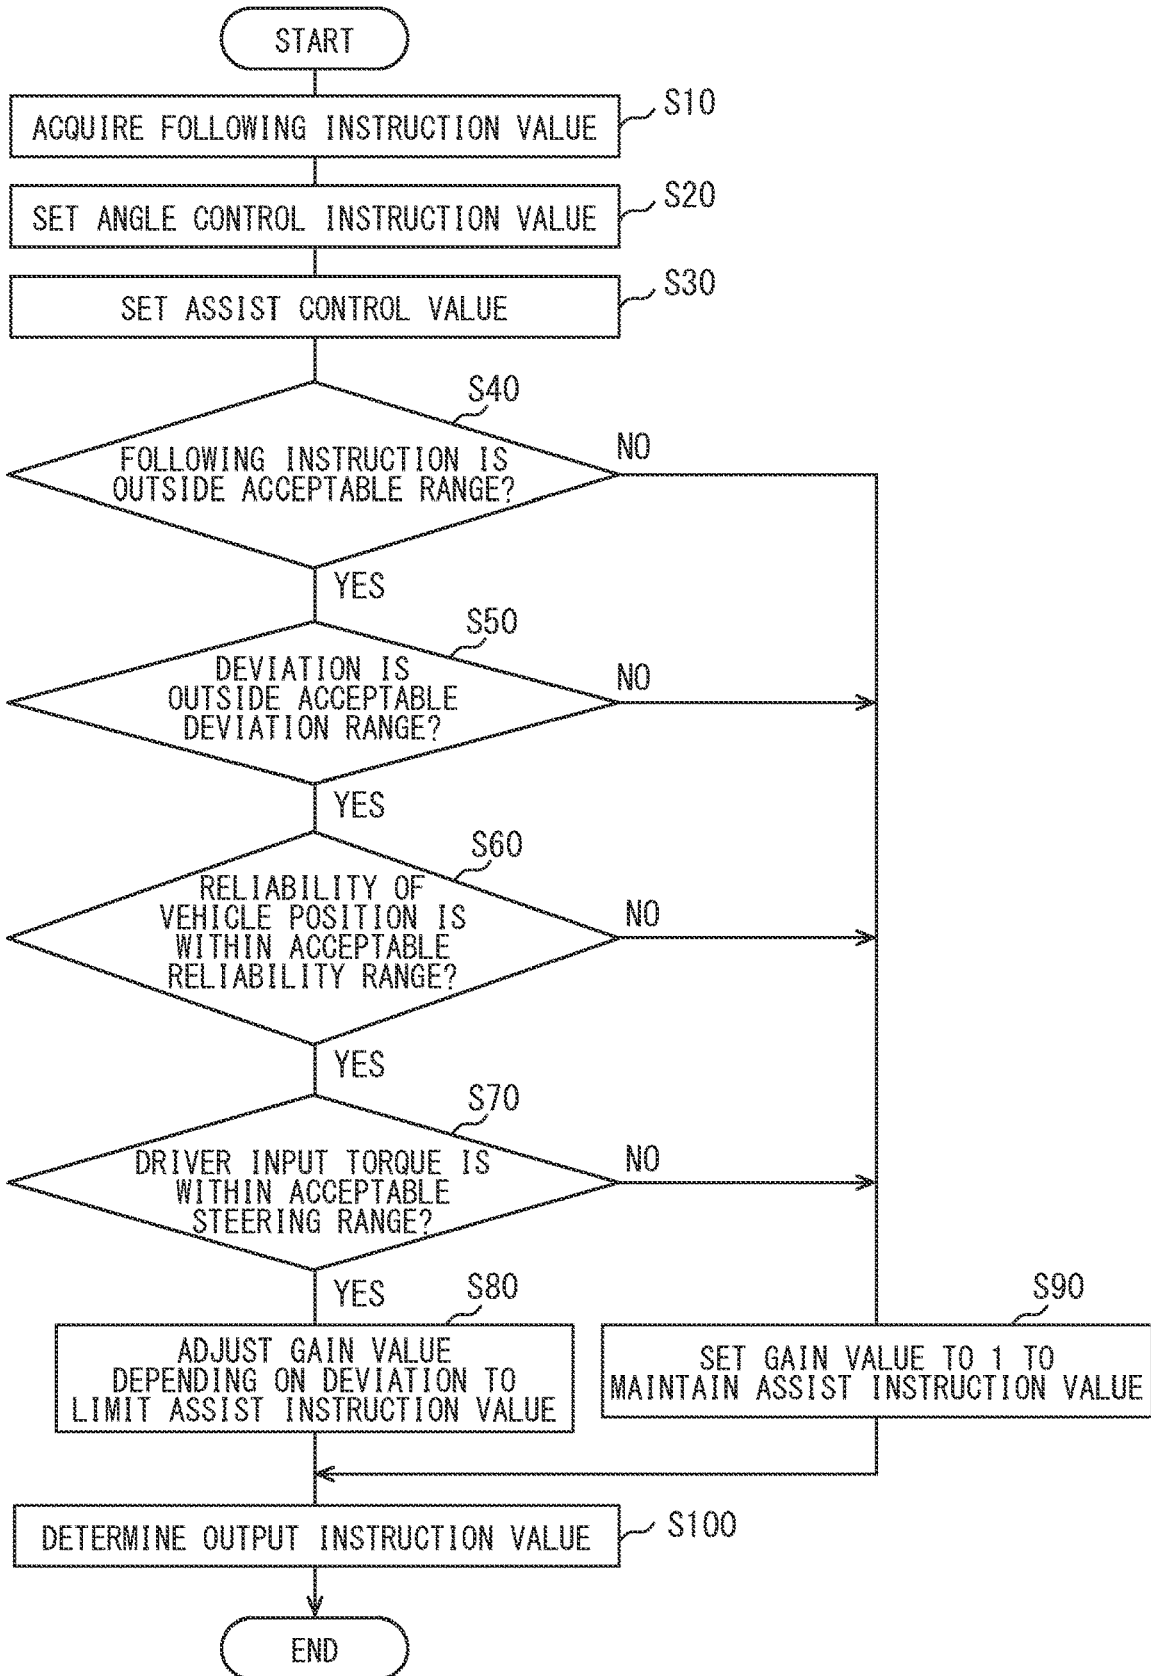 START
ACQUIRE FOLLOWING INSTRUCTION VALUE
S10
SET ANGLE CONTROL INSTRUCTION VALUE
S20
SET ASSIST CONTROL VALUE
S30
S40
FOLLOWING INSTRUCTION IS
OUTSIDE ACCEPTABLE RANGE?
NO
YES
S50
DEVIATION IS
OUTSIDE ACCEPTABLE
DEVIATION RANGE?
NO
YES
S60
RELIABILITY OF
VEHICLE POSITION IS
WITHIN ACCEPTABLE
RELIABILITY RANGE?
NO
YES
S70
DRIVER INPUT TORQUE IS
WITHIN ACCEPTABLE
STEERING RANGE?
NO
YES
S80
ADJUST GAIN VALUE
DEPENDING ON DEVIATION TO
LIMIT ASSIST INSTRUCTION VALUE
S90
SET GAIN VALUE TO 1 TO
MAINTAIN ASSIST INSTRUCTION VALUE
DETERMINE OUTPUT INSTRUCTION VALUE
S100
END